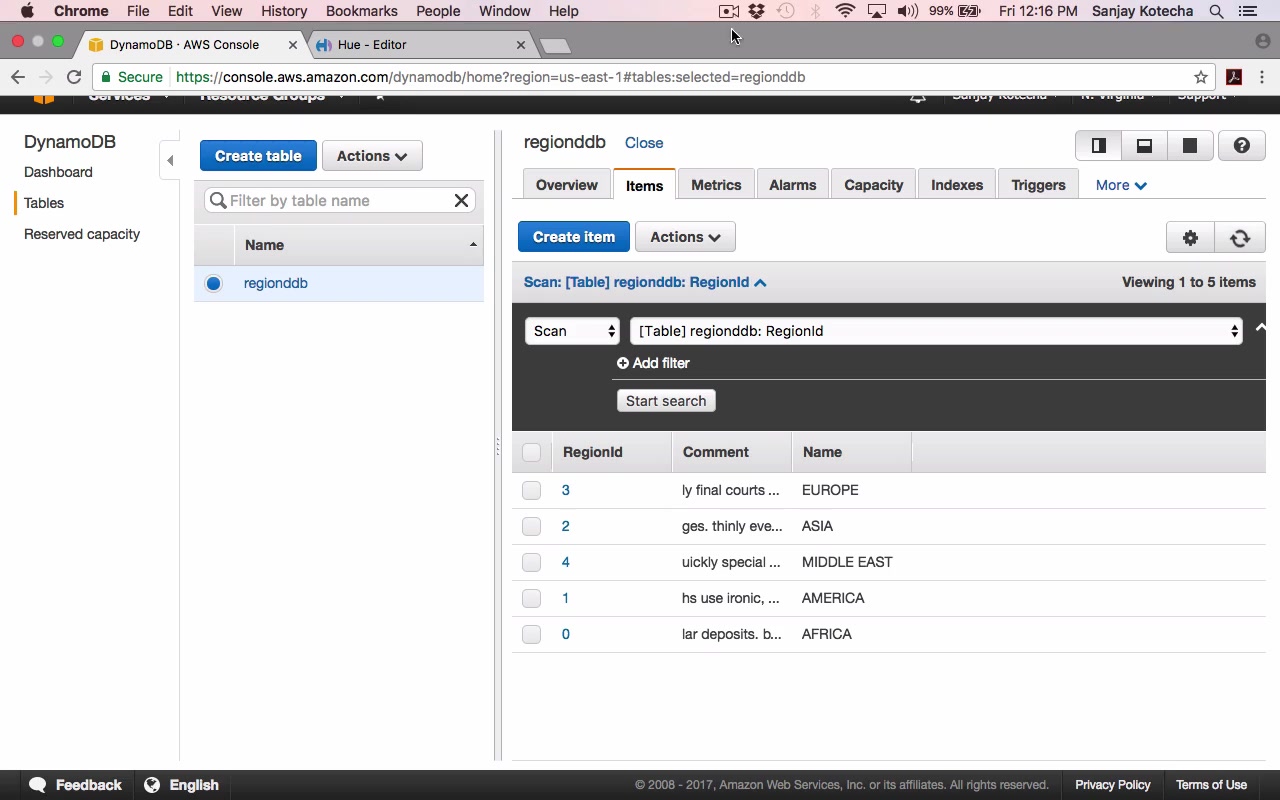 Chrome File Edit View History Bookmarks People Window Help 99% Fri 12:16 PM Sanjay Kotecha
DynamoDB · AWS Console Hue - Editor
Secure https://console.aws.amazon.com/dynamodb/home?region=us-east-1#tables:selected=regionddb
Services Resource Groups Sanjay Kotecha N. Virginia Support
DynamoDB
Dashboard
Tables
Reserved capacity
Create table Actions
Filter by table name
Name
regionddb
regionddb Close
Overview Items Metrics Alarms Capacity Indexes Triggers More
Create item Actions
Scan: [Table] regionddb: RegionId Viewing 1 to 5 items
Scan [Table] regionddb: RegionId
Add filter
Start search
RegionId Comment Name
3 ly final courts ... EUROPE
2 ges. thinly eve... ASIA
4 uickly special ... MIDDLE EAST
1 hs use ironic, ... AMERICA
0 lar deposits. b... AFRICA
Feedback English © 2008 - 2017, Amazon Web Services, Inc. or its affiliates. All rights reserved. Privacy Policy Terms of Use